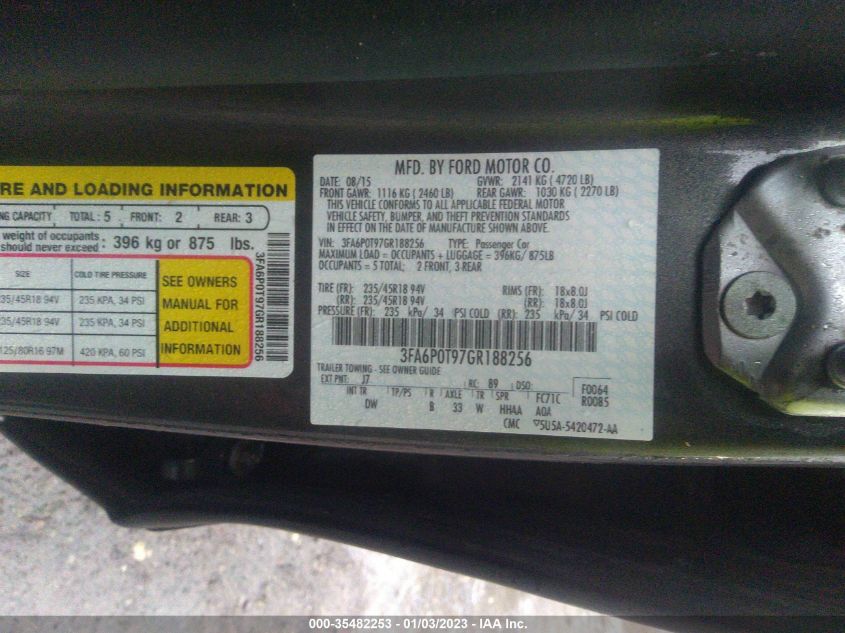 RE AND LOADING INFORMATION
NG CAPACITY TOTAL: 5 FRONT: 2 REAR: 3
weight of occupants
should never exceed : 396 kg or 875 lbs.
SIZE COLD TIRE PRESSURE
235/45R18 94V 235 KPA, 34 PSI
235/45R18 94V 235 KPA, 34 PSI
125/80R16 97M 420 KPA, 60 PSI
SEE OWNERS
MANUAL FOR
ADDITIONAL
INFORMATION
3FA6P0T97GR188256
MFD. BY FORD MOTOR CO.
DATE: 08/15 GVWR: 2141 KG ( 4720 LB)
FRONT GAWR: 1116 KG ( 2460 LB) REAR GAWR: 1030 KG ( 2270 LB)
THIS VEHICLE CONFORMS TO ALL APPLICABLE FEDERAL MOTOR
VEHICLE SAFETY, BUMPER, AND THEFT PREVENTION STANDARDS
IN EFFECT ON THE DATE OF MANUFACTURE SHOWN ABOVE.
VIN: 3FA6P0T97GR188256 TYPE: Passenger Car
MAXIMUM LOAD = OCCUPANTS + LUGGAGE = 396KG/ 875LB
OCCUPANTS = 5 TOTAL; 2 FRONT, 3 REAR
TIRE (FR): 235/45R18 94V RIMS (FR): 18x8.0J
(RR): 235/45R18 94V (RR): 18x8.0J
PRESSURE (FR): 235 kPa/ 34 PSI COLD (RR): 235 kPa/ 34 PSI COLD
3FA6P0T97GR188256
TRAILER TOWING - SEE OWNER GUIDE
EXT PNT: J7 RC: 89 DSO: F0064
INT TR TP/PS R AXLE TR SPR FC71C R0085
DW B 33 W HHAA AQA
CMC ▽5U5A-5420472-AA
000-35482253 - 01/03/2023 - IAA Inc.